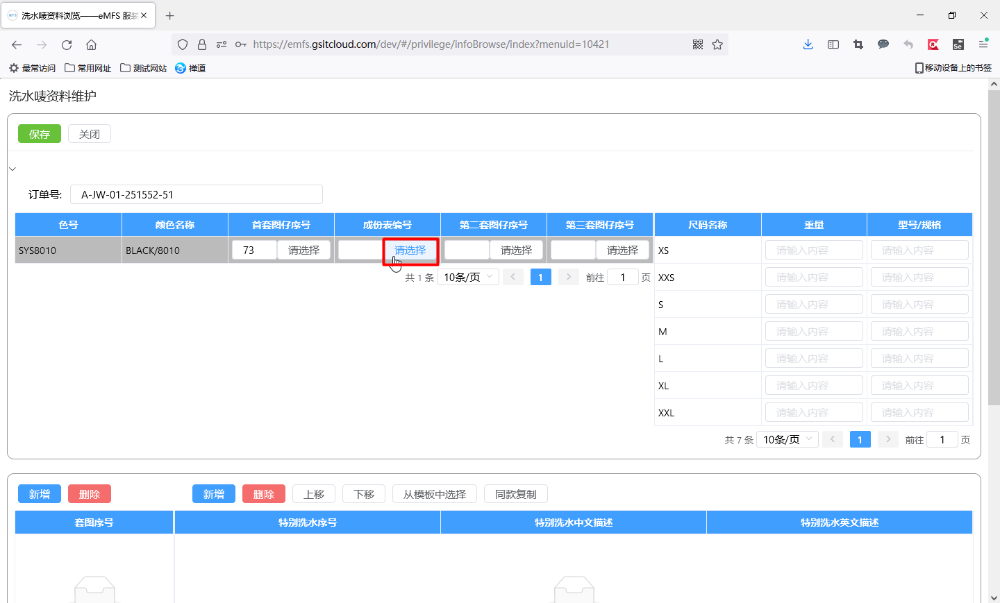 洗水唛资料浏览——eMFS 服装
https://emfs.gsitcloud.com/dev/#/privilege/infoBrowse/index?menuId=10421
最常访问 常用网址 测试网站 禅道 移动设备上的书签
洗水唛资料维护
保存 关闭
订单号: A-JW-01-251552-51
色号 颜色名称 首套图仔序号 成份表编号 第二套图仔序号 第三套图仔序号 尺码名称 重量 型号/规格
SYS8010 BLACK/8010 73 请选择 请选择 请选择 请选择 XS 请输入内容 请输入内容
共 1 条 10条/页 1 前往 1 页 XXS 请输入内容 请输入内容
S 请输入内容 请输入内容
M 请输入内容 请输入内容
L 请输入内容 请输入内容
XL 请输入内容 请输入内容
XXL 请输入内容 请输入内容
共 7 条 10条/页 1 前往 1 页
新增 删除 新增 删除 上移 下移 从模板中选择 同款复制
套图序号 特别洗水序号 特别洗水中文描述 特别洗水英文描述